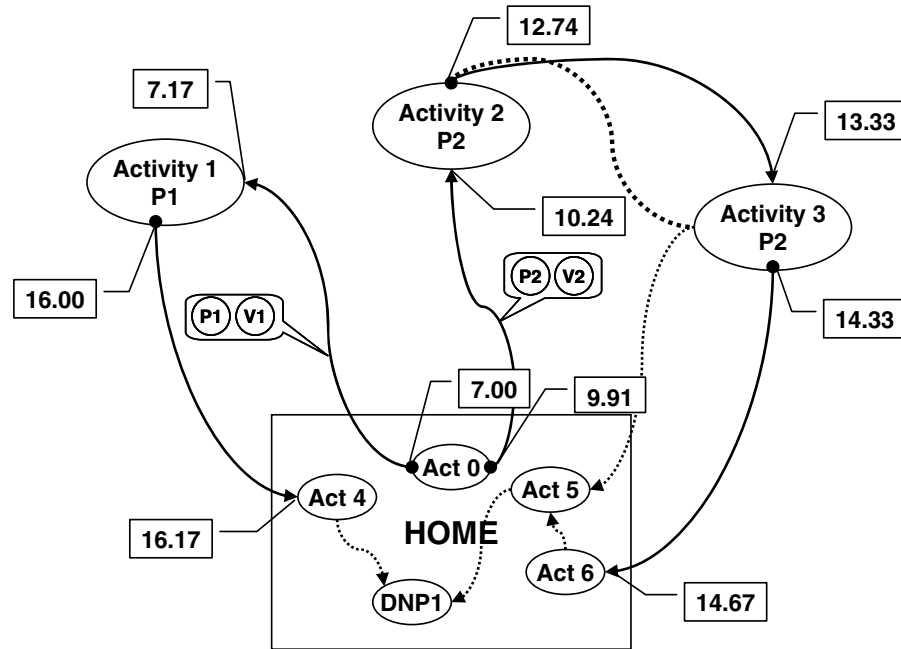 12.74
7.17
Activity 2
P2
13.33
Activity 1
P1
10.24
Activity 3
P2
16.00
P2 V2
P1 V1
14.33
7.00
9.91
Act 0
Act 4
Act 5
16.17
HOME
Act 6
DNP1
14.67